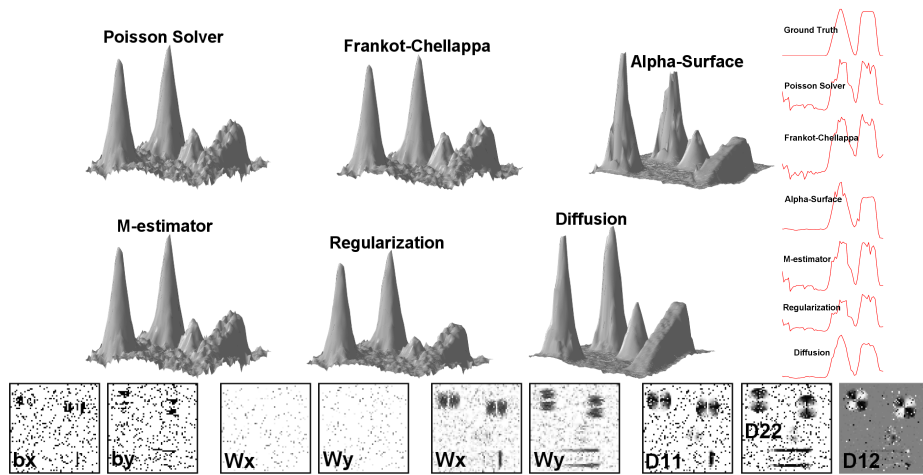 Poisson Solver
Frankot-Chellappa
Alpha-Surface
M-estimator
Regularization
Diffusion
Ground Truth
Poisson Solver
Frankot-Chellappa
Alpha-Surface
M-estimator
Regularization
Diffusion
bx
by
Wx
Wy
Wx
Wy
D11
D22
D12